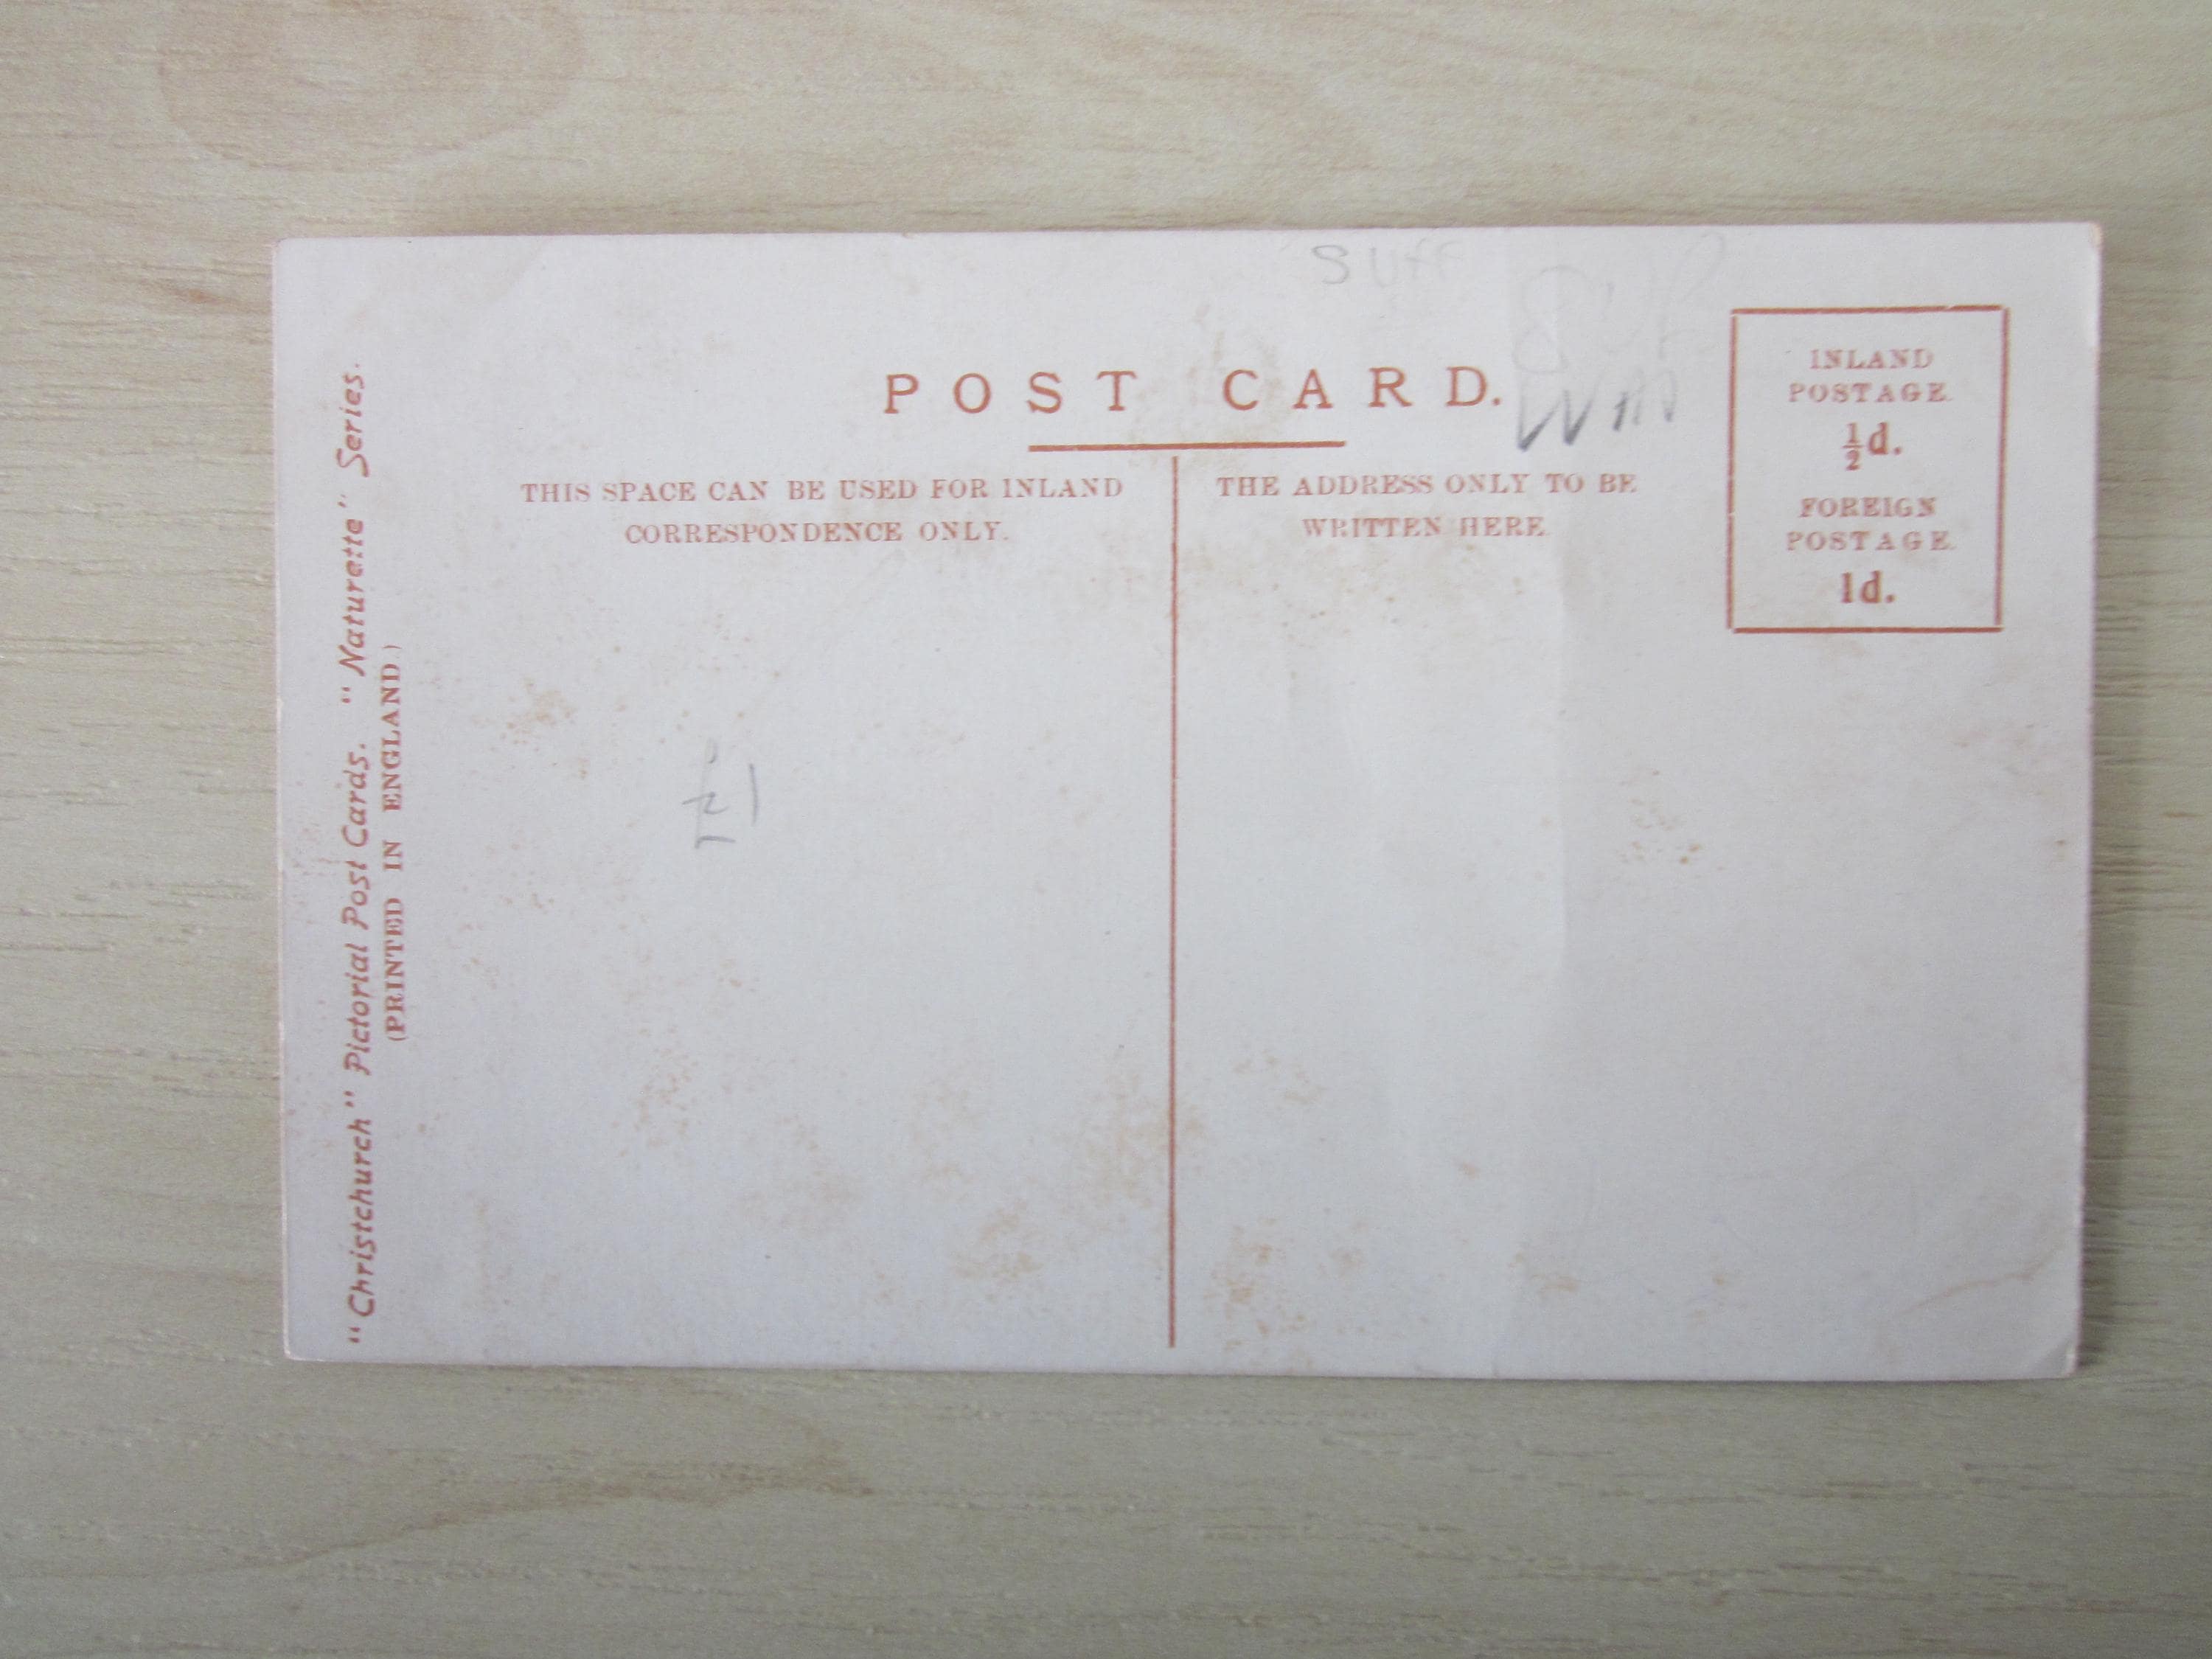 Suff
POST CARD.
THIS SPACE CAN BE USED FOR INLAND
CORRESPONDENCE ONLY.
THE ADDRESS ONLY TO BE
WRITTEN HERE
INLAND
POSTAGE
½d.
FOREIGN
POSTAGE
1d.
"Christchurch" Pictorial Post Cards. "Naturette" Series.
(PRINTED IN ENGLAND.)
£1